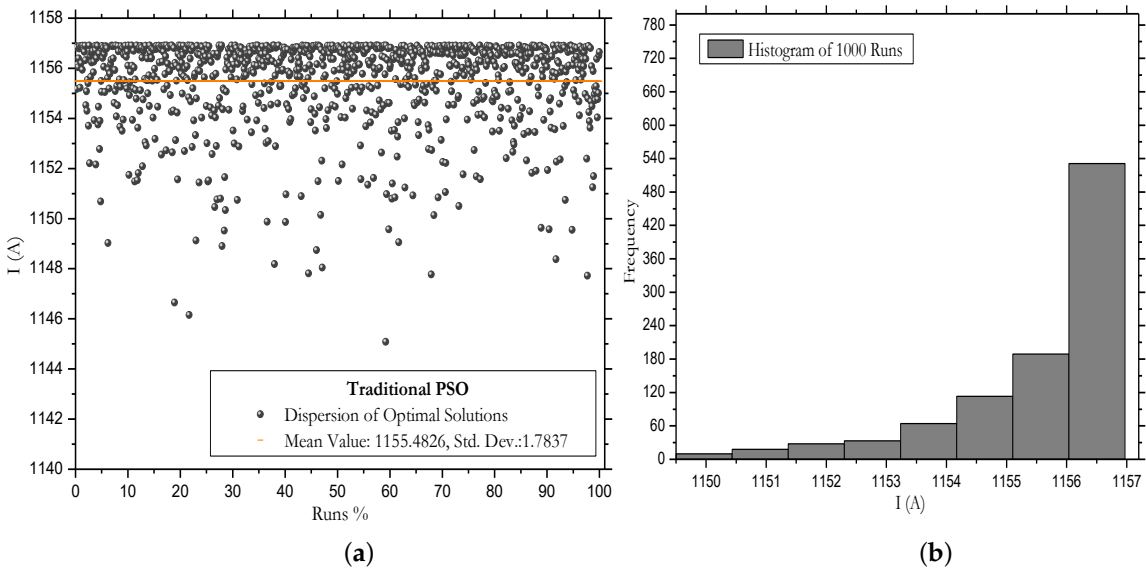 1158
1156
1154
1152
1150
1148
1146
1144
1142
1140
I (A)
Traditional PSO
Dispersion of Optimal Solutions
Mean Value: 1155.4826, Std. Dev.:1.7837
0 10 20 30 40 50 60 70 80 90 100
Runs %
(a)
780
720
660
600
540
480
420
360
300
240
180
120
60
0
Frequency
Histogram of 1000 Runs
1150 1151 1152 1153 1154 1155 1156 1157
I (A)
(b)